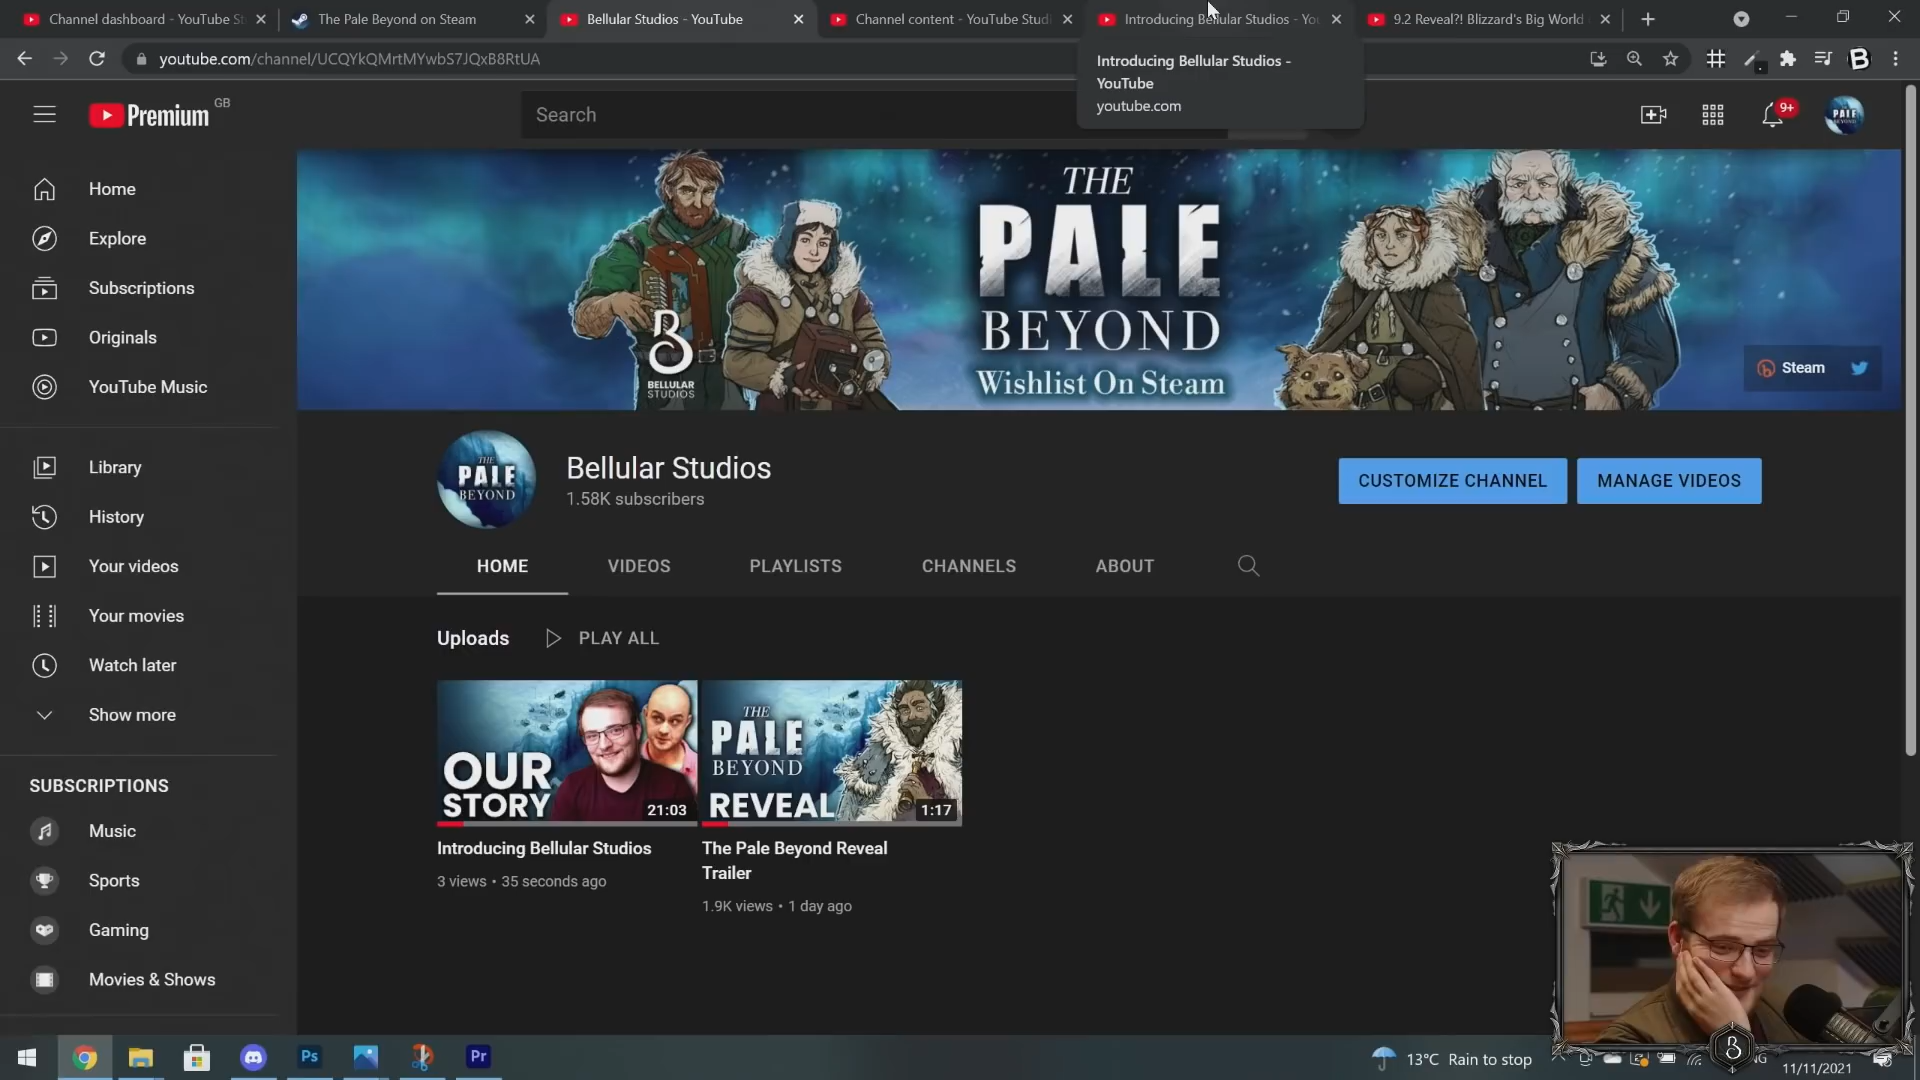 Channel dashboard - YouTube St
The Pale Beyond on Steam
Bellular Studios - YouTube
Channel content - YouTube Studi
Introducing Bellular Studios - You
9.2 Reveal?! Blizzard's Big World
youtube.com/channel/UCQYkQMrtMYwbS7JQxB8RtUA
Introducing Bellular Studios -
YouTube
youtube.com
Premium
GB
Search
9+
PALE
Home
Explore
Subscriptions
Originals
YouTube Music
Library
History
Your videos
Your movies
Watch later
Show more
SUBSCRIPTIONS
Music
Sports
Gaming
Movies & Shows
THE
PALE
BEYOND
Wishlist On Steam
BELLULAR
STUDIOS
Steam
THE
PALE
BEYOND
Bellular Studios
1.58K subscribers
CUSTOMIZE CHANNEL
MANAGE VIDEOS
HOME
VIDEOS
PLAYLISTS
CHANNELS
ABOUT
Uploads
PLAY ALL
OUR
STORY
21:03
Introducing Bellular Studios
3 views • 35 seconds ago
THE
PALE
BEYOND
REVEAL
1:17
The Pale Beyond Reveal
Trailer
1.9K views • 1 day ago
Ps
Pr
13°C Rain to stop
11/11/2021